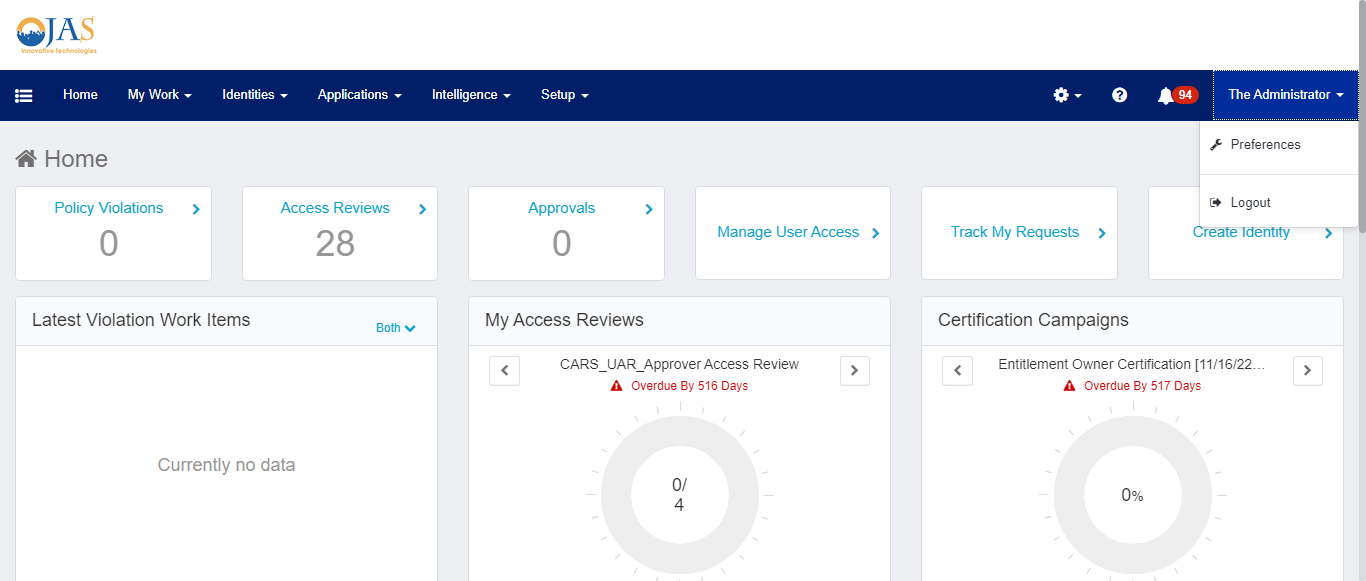 OJAS
innovative technologies
Home My Work Identities Applications Intelligence Setup 94 The Administrator
Preferences
Logout
Home
Policy Violations
0
Access Reviews
28
Approvals
0
Manage User Access
Track My Requests
Create Identity
Latest Violation Work Items
Both
Currently no data
My Access Reviews
CARS_UAR_Approver Access Review
Overdue By 516 Days
0/
4
Certification Campaigns
Entitlement Owner Certification [11/16/22…
Overdue By 517 Days
0%